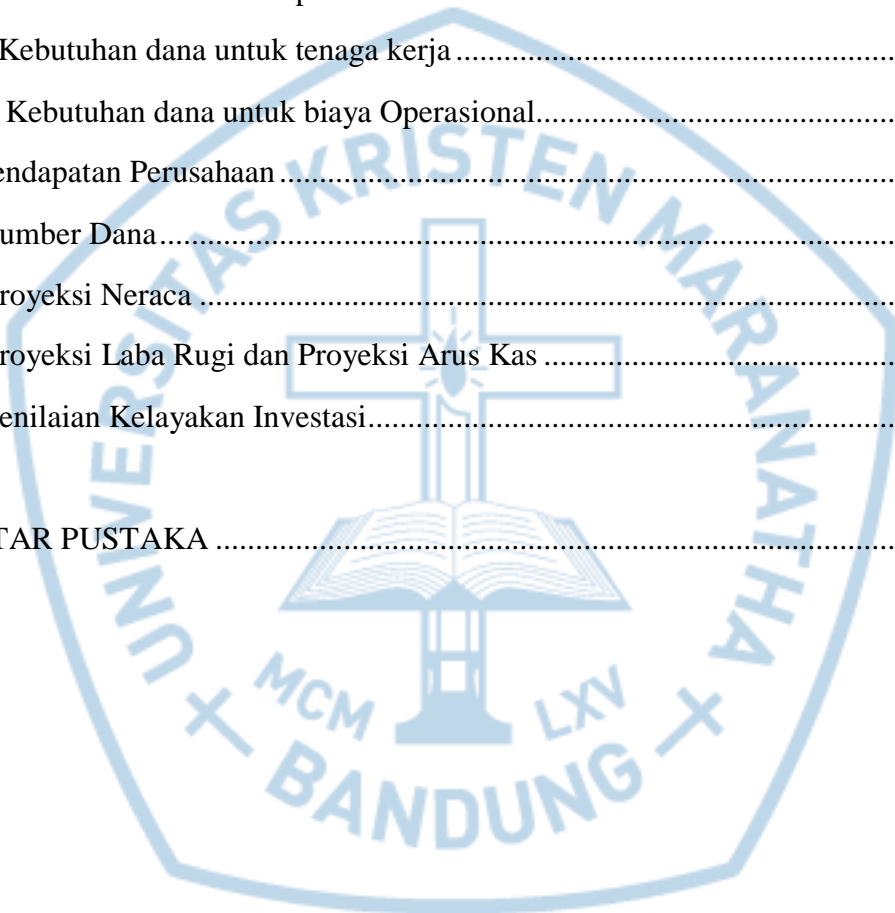 Kebutuhan dana untuk tenaga kerja ........................................................
Kebutuhan dana untuk biaya Operasional.............................................
endapatan Perusahaan .............................................................................
umber Dana............................................................................................
royeksi Neraca .......................................................................................
royeksi Laba Rugi dan Proyeksi Arus Kas ............................................
enilaian Kelayakan Investasi..................................................................
TAR PUSTAKA .....................................................................................
UNIVERSITAS KRISTEN MARANATHA
MCM LXV
BANDUNG